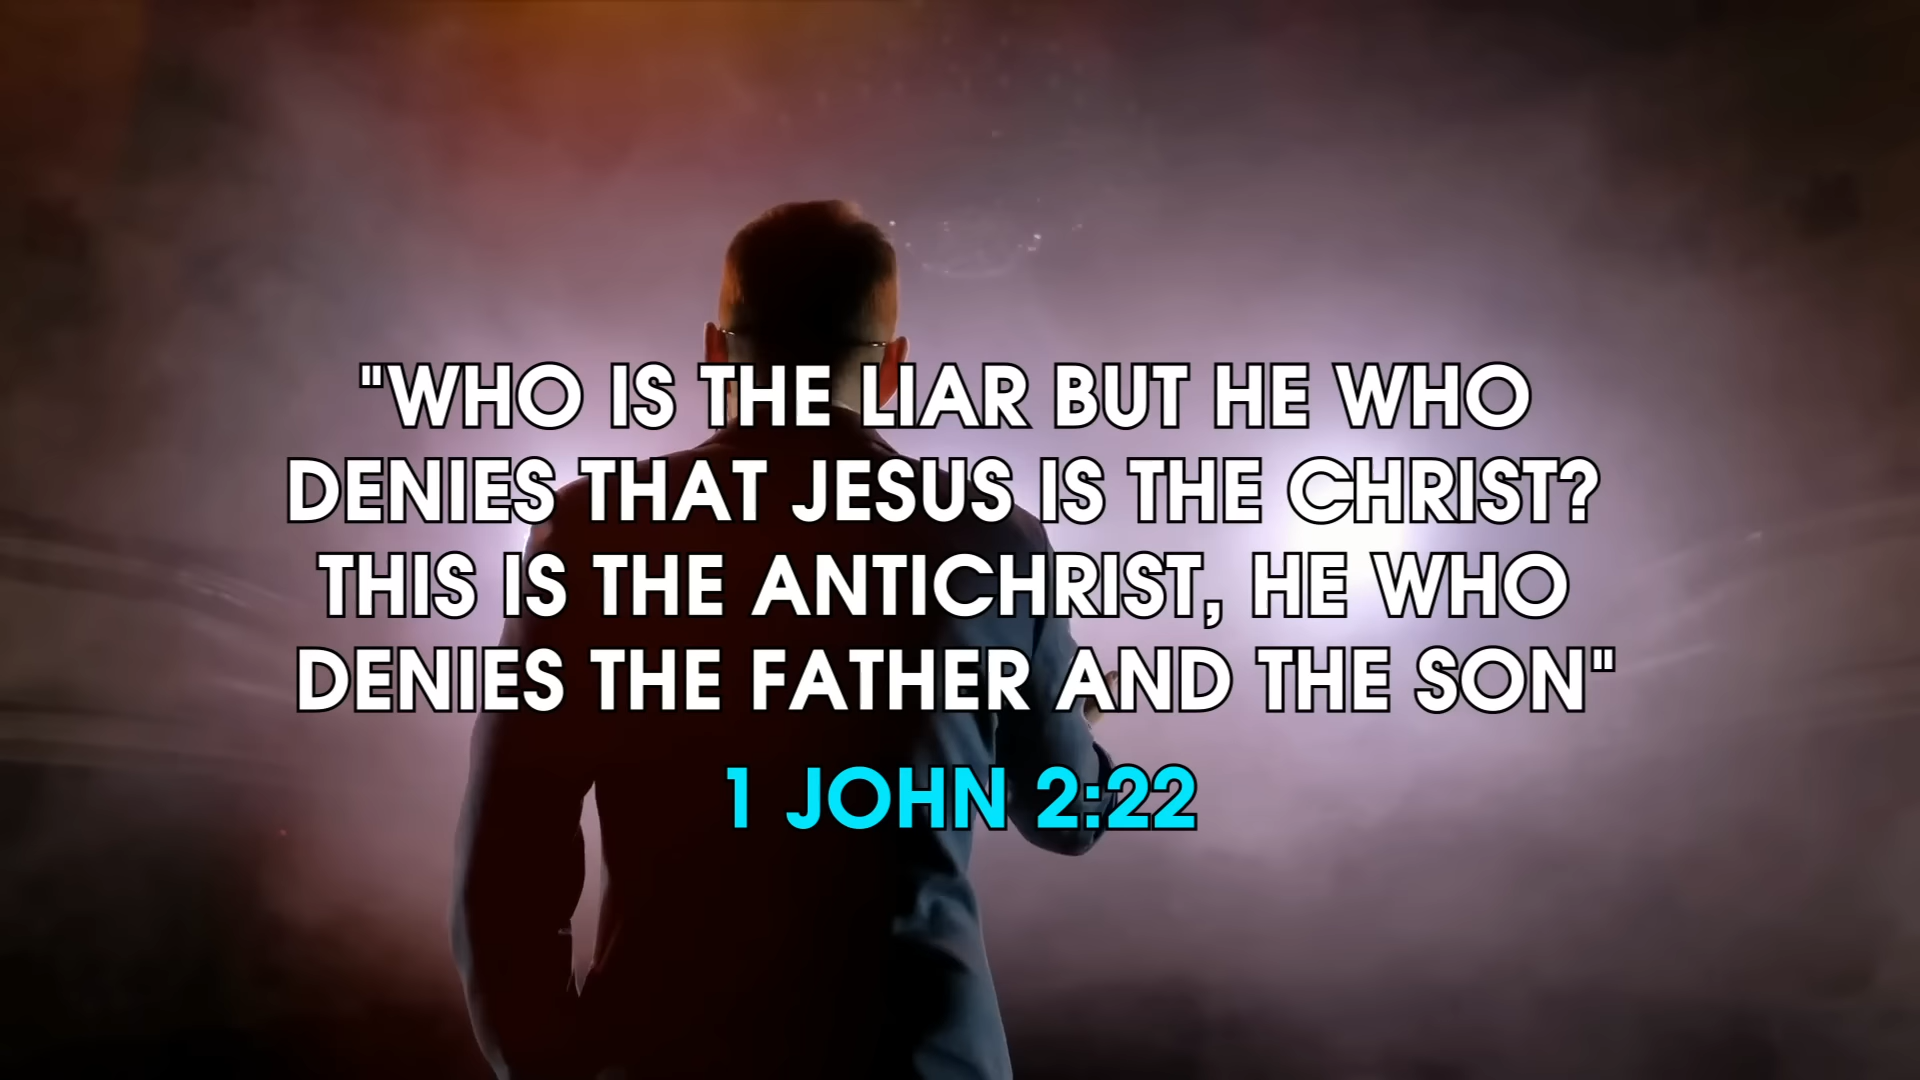 "WHO IS THE LIAR BUT HE WHO
DENIES THAT JESUS IS THE CHRIST?
THIS IS THE ANTICHRIST, HE WHO
DENIES THE FATHER AND THE SON"
1 JOHN 2:22